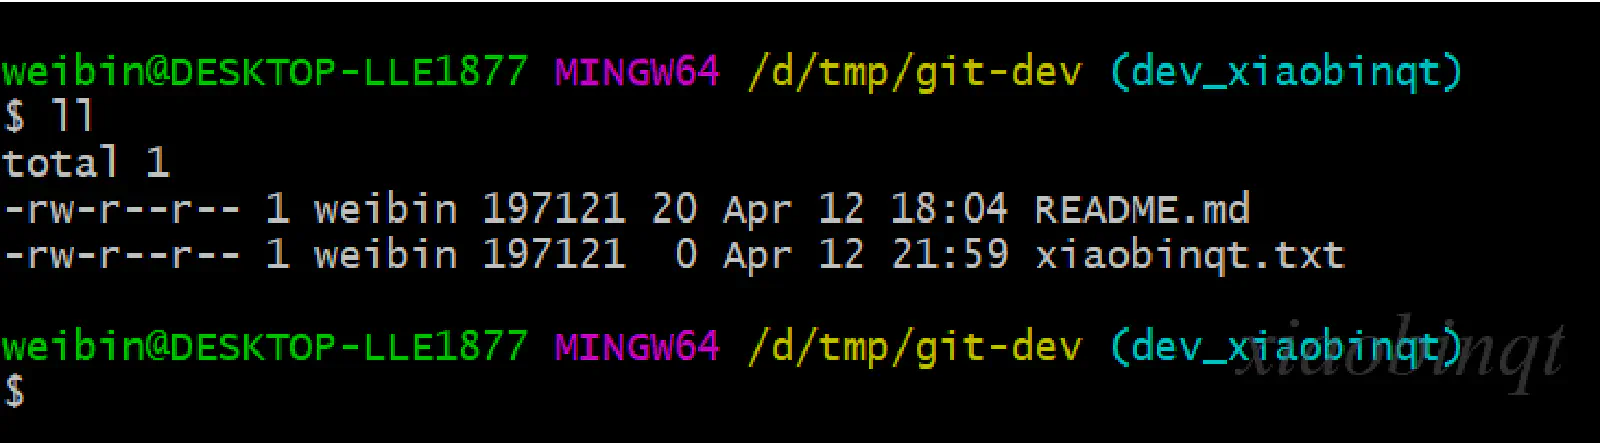 weibin@DESKTOP-LLE1877 MINGW64 /d/tmp/git-dev (dev_xiaobinqt)
$ ll
total 1
-rw-r--r-- 1 weibin 197121 20 Apr 12 18:04 README.md
-rw-r--r-- 1 weibin 197121  0 Apr 12 21:59 xiaobinqt.txt
weibin@DESKTOP-LLE1877 MINGW64 /d/tmp/git-dev (dev_xiaobinqt)
xiaobinqt
$